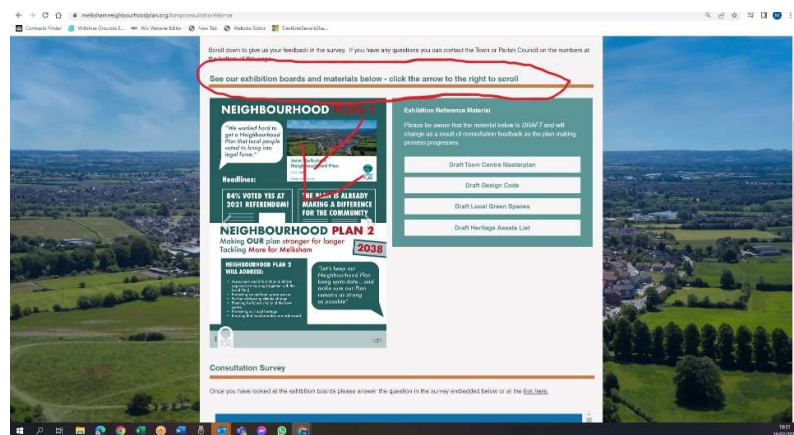 melkshamneighbourhoodplan.org/
Contracts Finder
Wix Website Editor
New Tab
Website Editor
Scroll down to give us your feedback in the survey. If you have any questions you can contact the Town or Parish Council on the numbers at
the bottom of this page.
See our exhibition boards and materials below - click the arrow to the right to scroll
NEIGHBOURHOOD PLAN
"We worked hard to
get a Neighbourhood
Plan that local people
voted to bring into
legal force."
Joint Melksham
Neighbourhood Plan
Headlines:
84% VOTED YES AT
2021 REFERENDUM!
THE PLAN IS ALREADY
MAKING A DIFFERENCE
FOR THE COMMUNITY
NEIGHBOURHOOD PLAN 2
Making OUR plan stronger for longer
Tackling More for Melksham
2038
NEIGHBOURHOOD PLAN 2
WILL ADDRESS:
"Let's keep our
Neighbourhood Plan
being up-to-date... and
make sure our Plan
remains as strong
as possible"
1/21
Exhibition Reference Material
Please be aware that the material below is DRAFT and will
change as a result of consultation feedback as the plan making
process progresses.
Draft Town Centre Masterplan
Draft Design Code
Draft Local Green Spaces
Draft Heritage Assets List
Consultation Survey
Once you have looked at the exhibition boards please answer the question in the survey embedded below or at the link here.